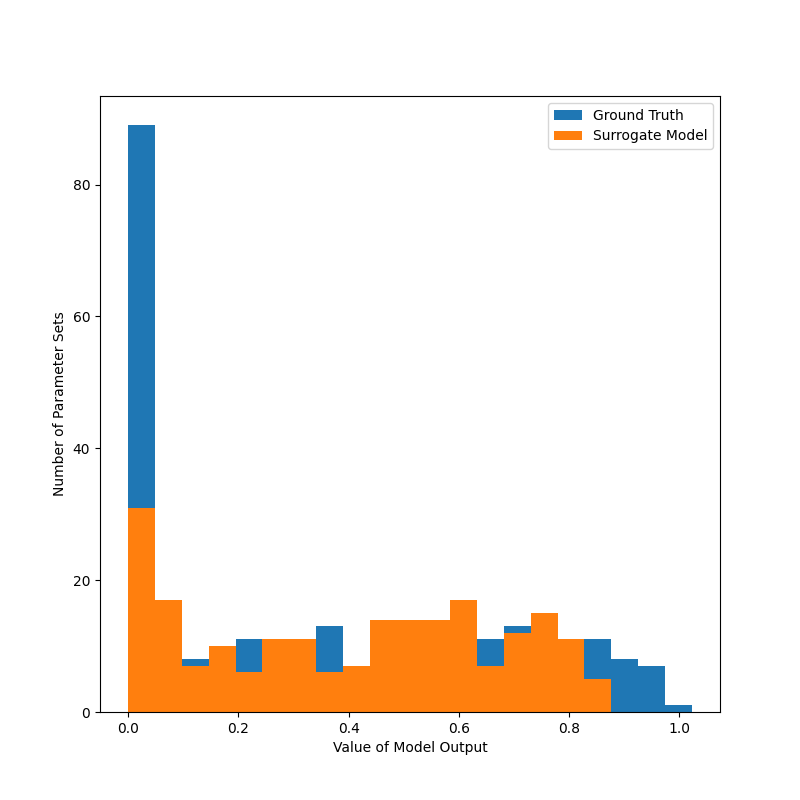 Ground Truth
Surrogate Model
80
60
40
20
0
Number of Parameter Sets
0.0 0.2 0.4 0.6 0.8 1.0
Value of Model Output